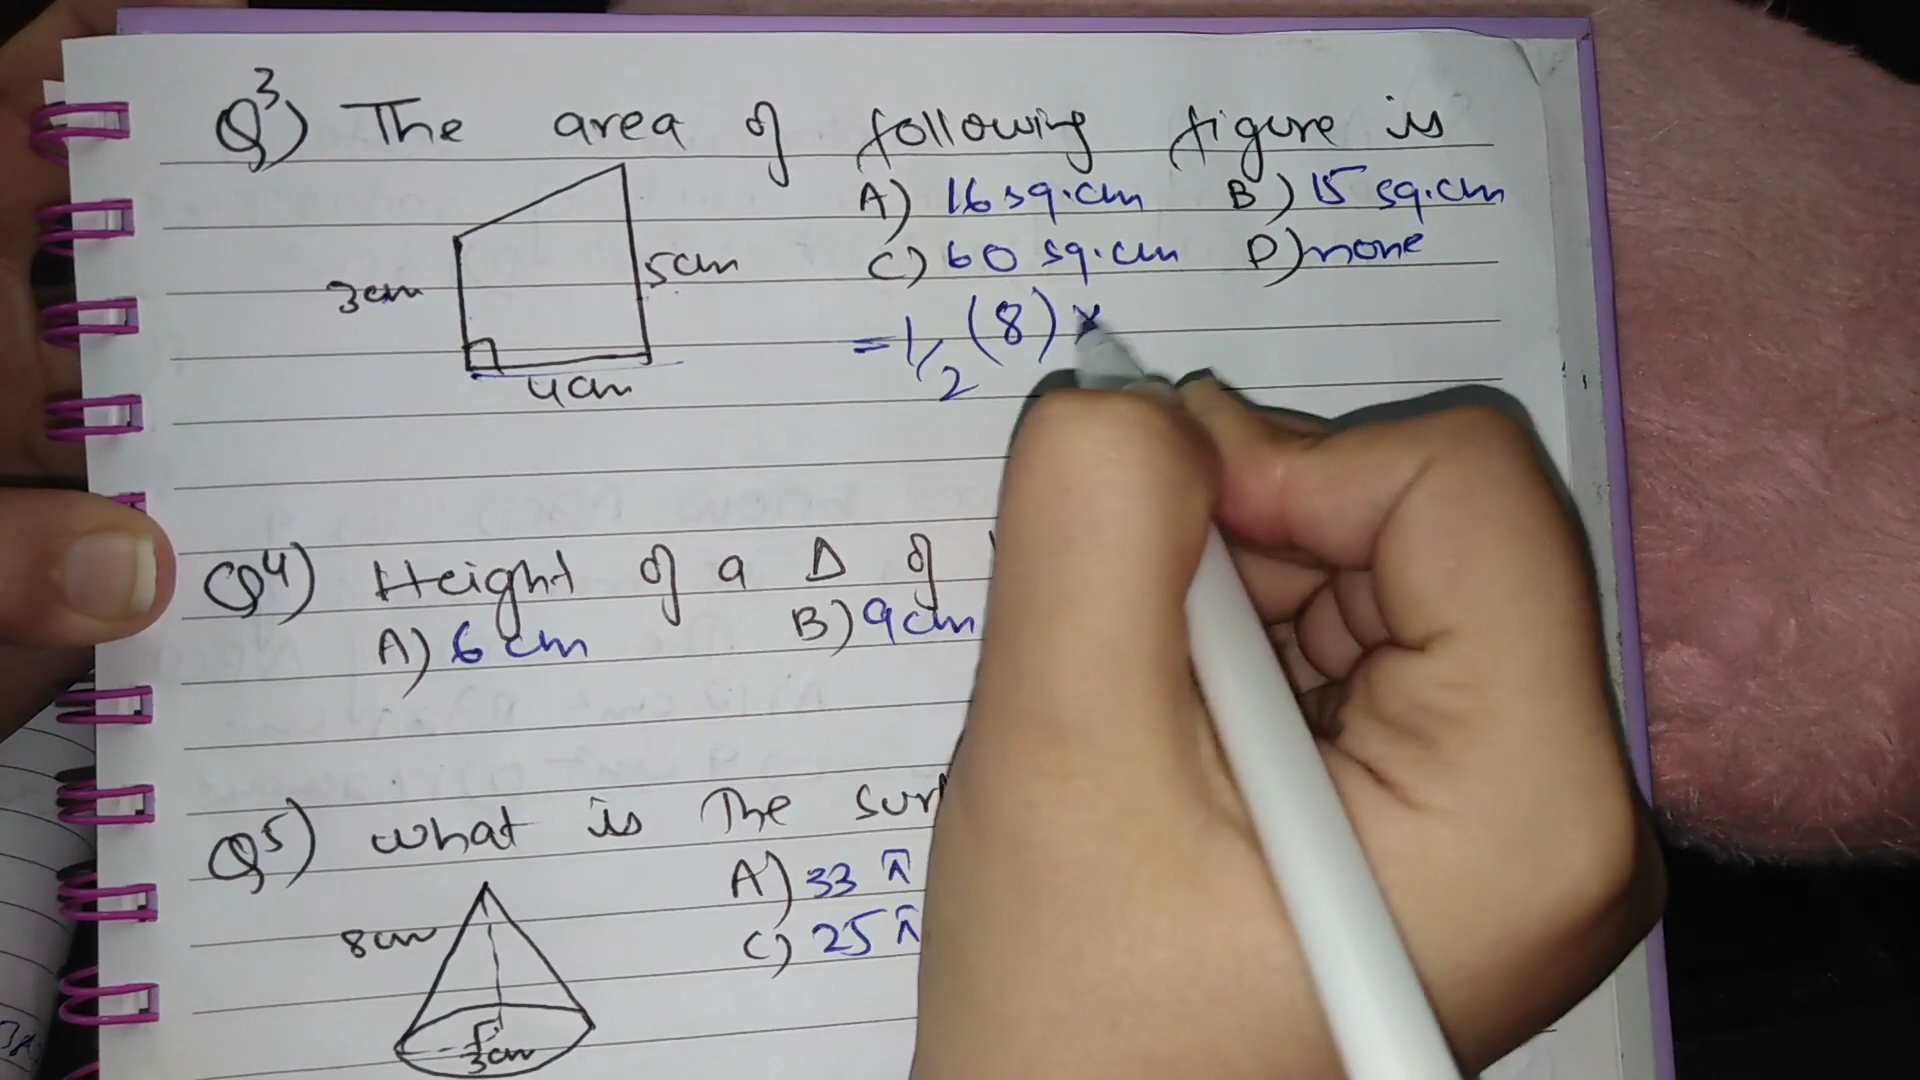 Q3) The area of following figure is
A) 16 sq.cm B) 15 sq.cm
3cm 5cm C) 60 sq.cm D) none
= 1/2 (8) ×
4cm
Q4) Height of a Δ of
A) 6 cm B) 9cm
Q5) what is The
A) 33 π
8cm C) 25 π
3cm